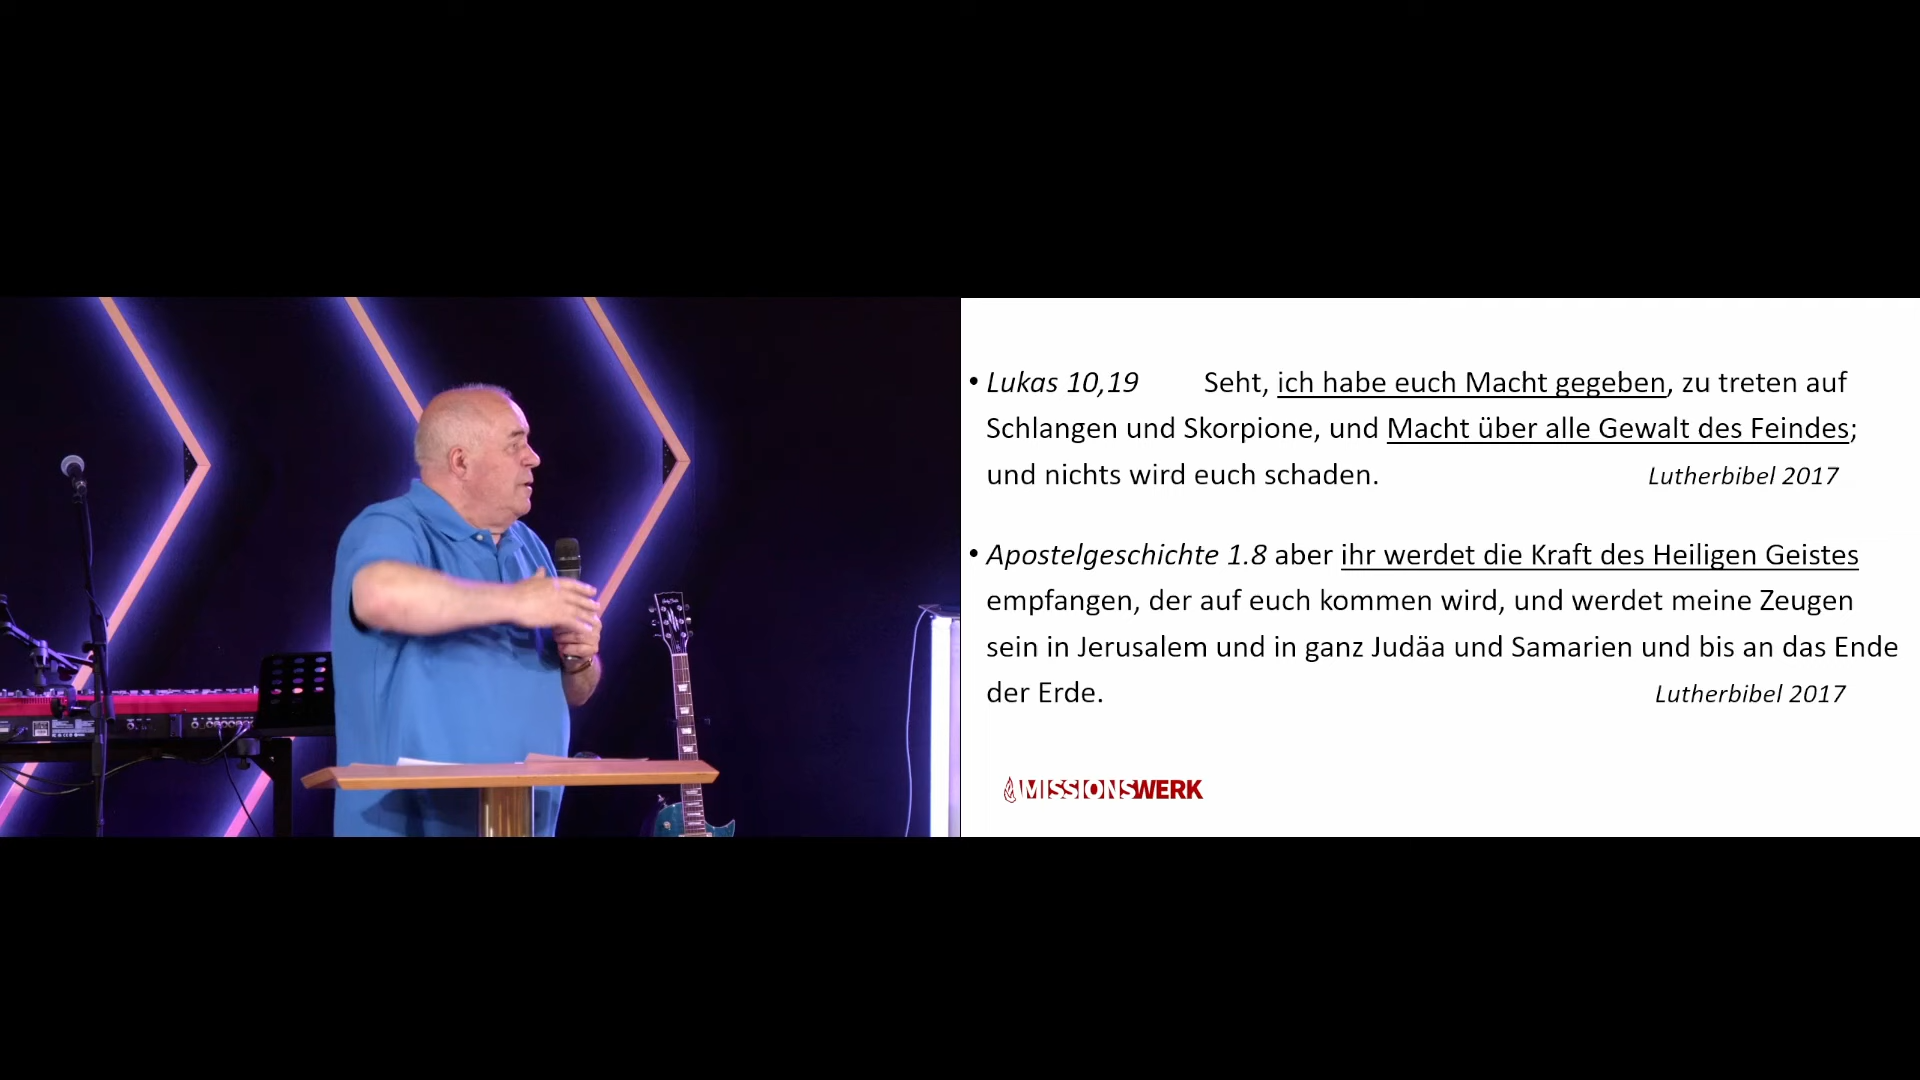 • Lukas 10,19 Seht, ich habe euch Macht gegeben, zu treten auf
Schlangen und Skorpione, und Macht über alle Gewalt des Feindes;
und nichts wird euch schaden. Lutherbibel 2017
• Apostelgeschichte 1.8 aber ihr werdet die Kraft des Heiligen Geistes
empfangen, der auf euch kommen wird, und werdet meine Zeugen
sein in Jerusalem und in ganz Judäa und Samarien und bis an das Ende
der Erde. Lutherbibel 2017
MISSIONSWERK